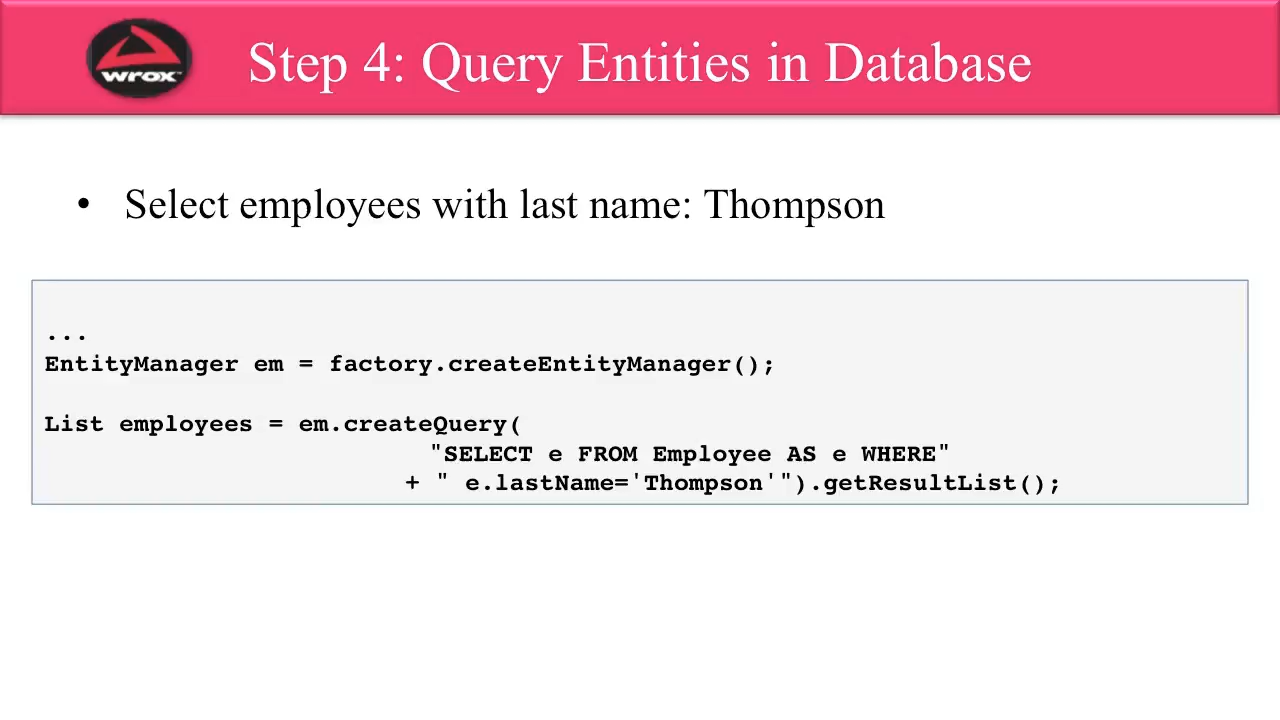 wrox™
Step 4: Query Entities in Database
• Select employees with last name: Thompson
...
EntityManager em = factory.createEntityManager();
List employees = em.createQuery(
"SELECT e FROM Employee AS e WHERE"
+ " e.lastName='Thompson'").getResultList();